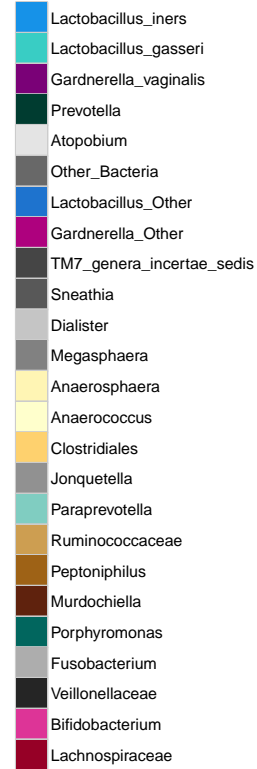 Lactobacillus_iners
Lactobacillus_gasseri
Gardnerella_vaginalis
Prevotella
Atopobium
Other_Bacteria
Lactobacillus_Other
Gardnerella_Other
TM7_genera_incertae_sedis
Sneathia
Dialister
Megasphaera
Anaerosphaera
Anaerococcus
Clostridiales
Jonquetella
Paraprevotella
Ruminococcaceae
Peptoniphilus
Murdochiella
Porphyromonas
Fusobacterium
Veillonellaceae
Bifidobacterium
Lachnospiraceae